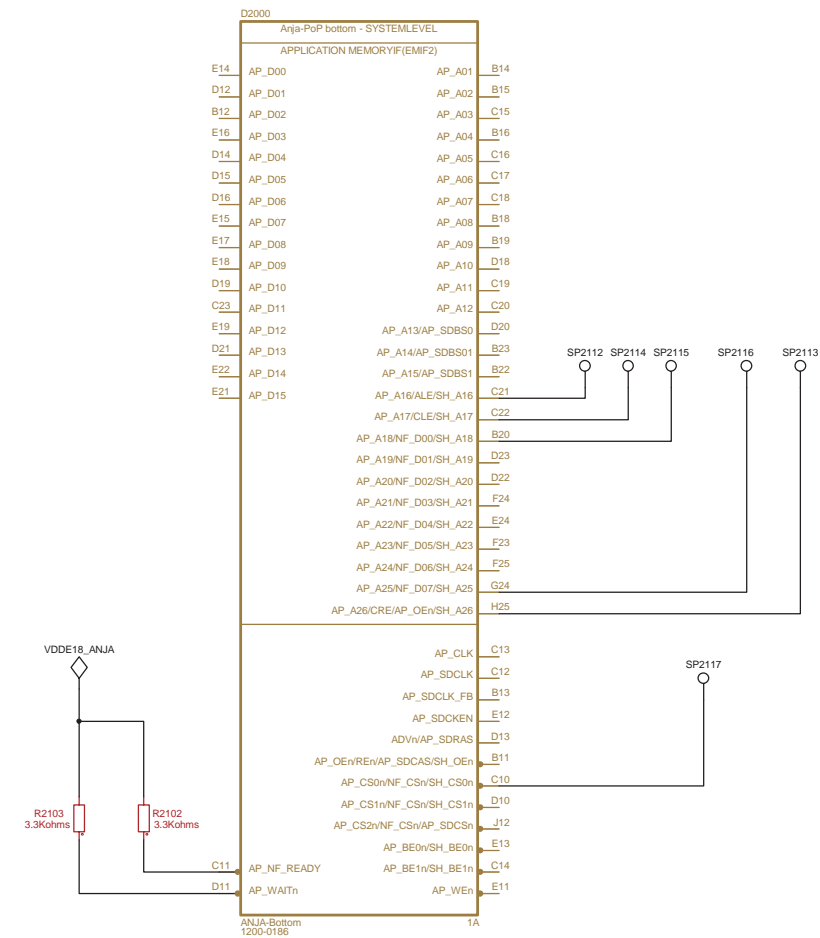 D2000
Anja-PoP bottom - SYSTEMLEVEL
APPLICATION MEMORYIF(EMIF2)
E14 AP_D00 AP_A01 B14
D12 AP_D01 AP_A02 B15
B12 AP_D02 AP_A03 C15
E16 AP_D03 AP_A04 B16
D14 AP_D04 AP_A05 C16
D15 AP_D05 AP_A06 C17
D16 AP_D06 AP_A07 C18
E15 AP_D07 AP_A08 B18
E17 AP_D08 AP_A09 B19
E18 AP_D09 AP_A10 D18
D19 AP_D10 AP_A11 C19
C23 AP_D11 AP_A12 C20
E19 AP_D12 AP_A13/AP_SDBS0 D20
D21 AP_D13 AP_A14/AP_SDBS01 B23
SP2112 SP2114 SP2115 SP2116 SP2113
E22 AP_D14 AP_A15/AP_SDBS1 B22
E21 AP_D15 AP_A16/ALE/SH_A16 C21
AP_A17/CLE/SH_A17 C22
AP_A18/NF_D00/SH_A18 B20
AP_A19/NF_D01/SH_A19 D23
AP_A20/NF_D02/SH_A20 D22
AP_A21/NF_D03/SH_A21 F24
AP_A22/NF_D04/SH_A22 E24
AP_A23/NF_D05/SH_A23 F23
AP_A24/NF_D06/SH_A24 F25
AP_A25/NF_D07/SH_A25 G24
AP_A26/CRE/AP_OEn/SH_A26 H25
VDDE18_ANJA
AP_CLK C13
SP2117
AP_SDCLK C12
AP_SDCLK_FB B13
AP_SDCKEN E12
ADVn/AP_SDRAS D13
AP_OEn/REn/AP_SDCAS/SH_OEn B11
AP_CS0n/NF_CSn/SH_CS0n C10
AP_CS1n/NF_CSn/SH_CS1n D10
R2103 R2102
3.3Kohms 3.3Kohms
AP_CS2n/NF_CSn/AP_SDCSn J12
AP_BE0n/SH_BE0n E13
C11 AP_NF_READY AP_BE1n/SH_BE1n C14
D11 AP_WAITn AP_WEn E11
ANJA-Bottom 1A
1200-0186